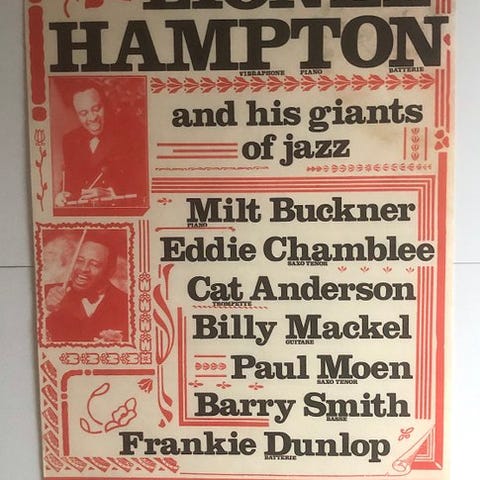 LIONEL
HAMPTON
VIBRAPHONE PIANO BATTERIE
and his giants
of jazz
Milt Buckner
PIANO
Eddie Chamblee
SAXO TENOR
Cat Anderson
TROMPETTE
Billy Mackel
GUITARE
Paul Moen
SAXO TENOR
Barry Smith
BASSE
Frankie Dunlop
BATTERIE